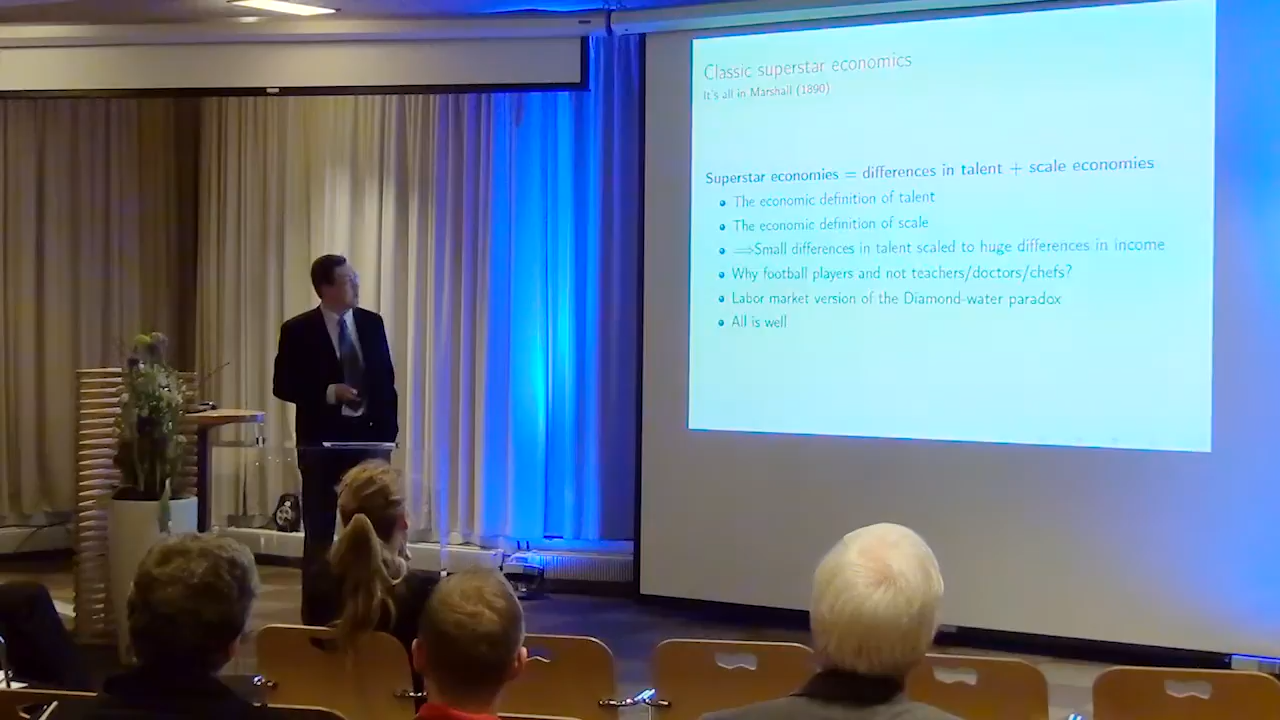 Classic superstar economics
It's all in Marshall (1890)
Superstar economies = differences in talent + scale economies
The economic definition of talent
The economic definition of scale
⟹Small differences in talent scaled to huge differences in income
Why football players and not teachers/doctors/chefs?
Labor market version of the Diamond-water paradox
All is well